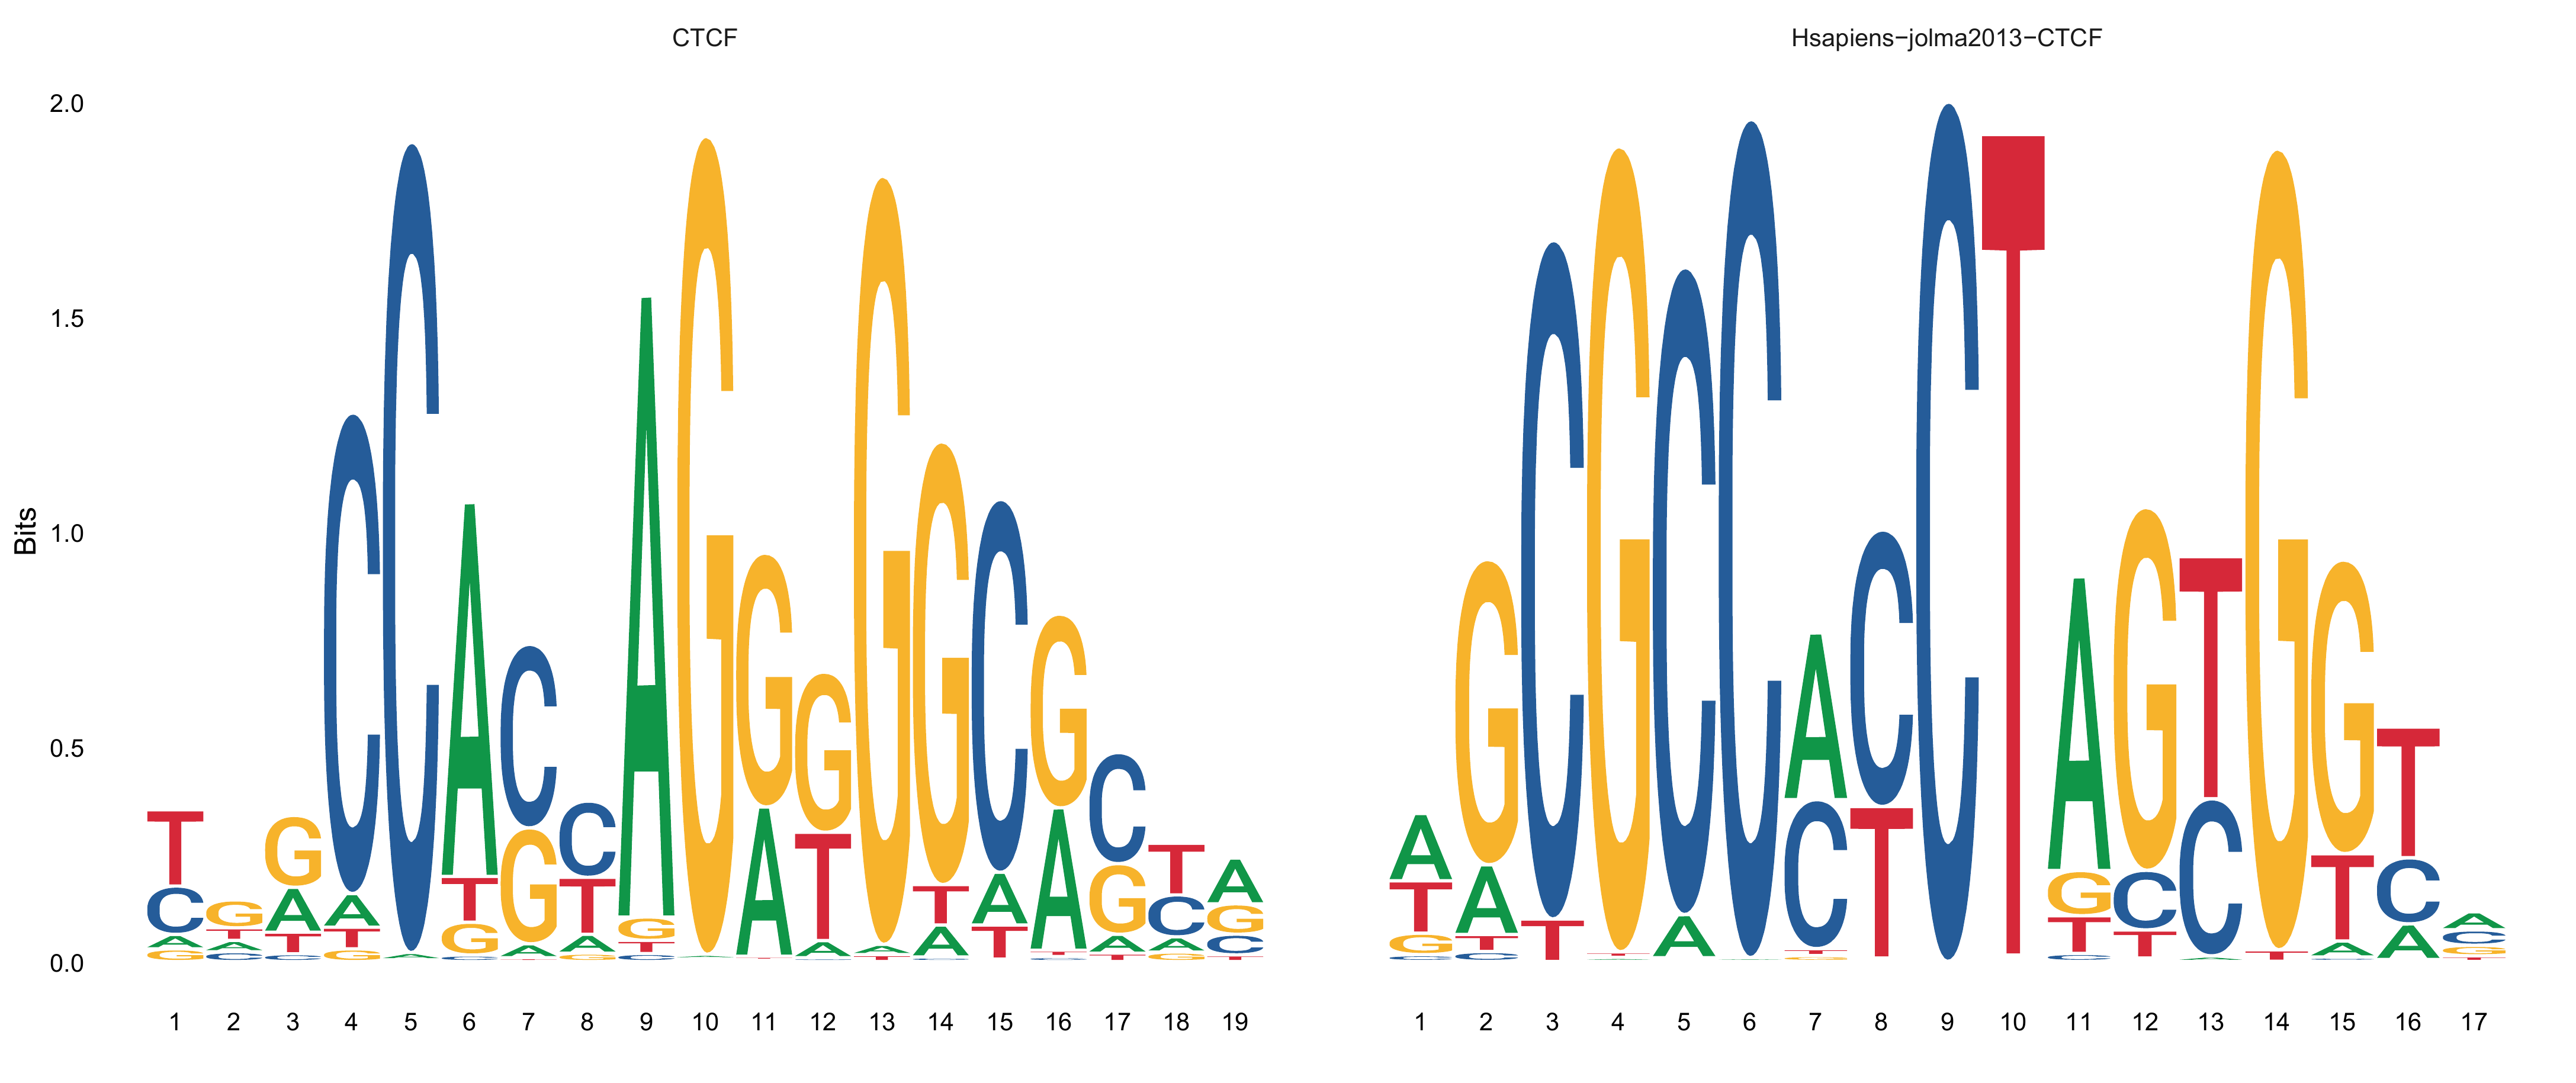 CTCF
Hsapiens−jolma2013−CTCF
Bits
2.0
1.5
1.0
0.5
0.0
1 2 3 4 5 6 7 8 9 10 11 12 13 14 15 16 17 18 19
1 2 3 4 5 6 7 8 9 10 11 12 13 14 15 16 17
T G G C C A C C A G G G G G C G C T A
A G C G C C A C C T A G T G G T A